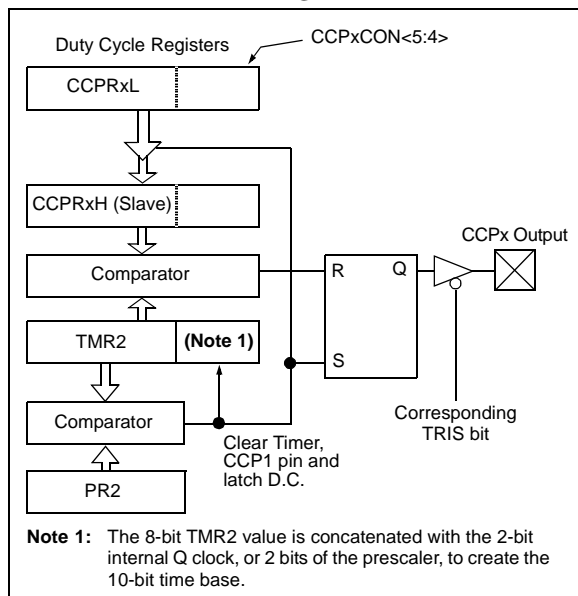 Duty Cycle Registers
CCPxCON<5:4>
CCPRxL
CCPRxH (Slave)
CCPx Output
Comparator
R
Q
TMR2
(Note 1)
S
Comparator
Corresponding
TRIS bit
Clear Timer,
CCP1 pin and
latch D.C.
PR2
Note 1: The 8-bit TMR2 value is concatenated with the 2-bit
internal Q clock, or 2 bits of the prescaler, to create the
10-bit time base.